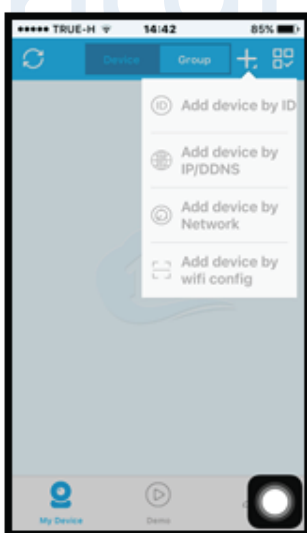 TRUE-H
14:42
85%
Device
Group
ID
Add device by ID
Add device by
IP/DDNS
Add device by
Network
Add device by
wifi config
My Device
Demo